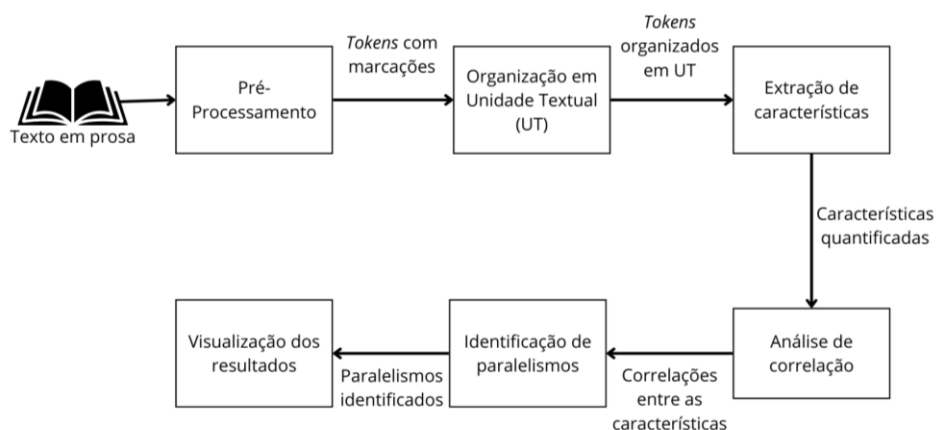 Texto em prosa
Pré-
Processamento
Tokens com
marcações
Organização em
Unidade Textual
(UT)
Tokens
organizados
em UT
Extração de
características
Características
quantificadas
Análise de
correlação
Correlações
entre as
características
Identificação de
paralelismos
Paralelismos
identificados
Visualização dos
resultados